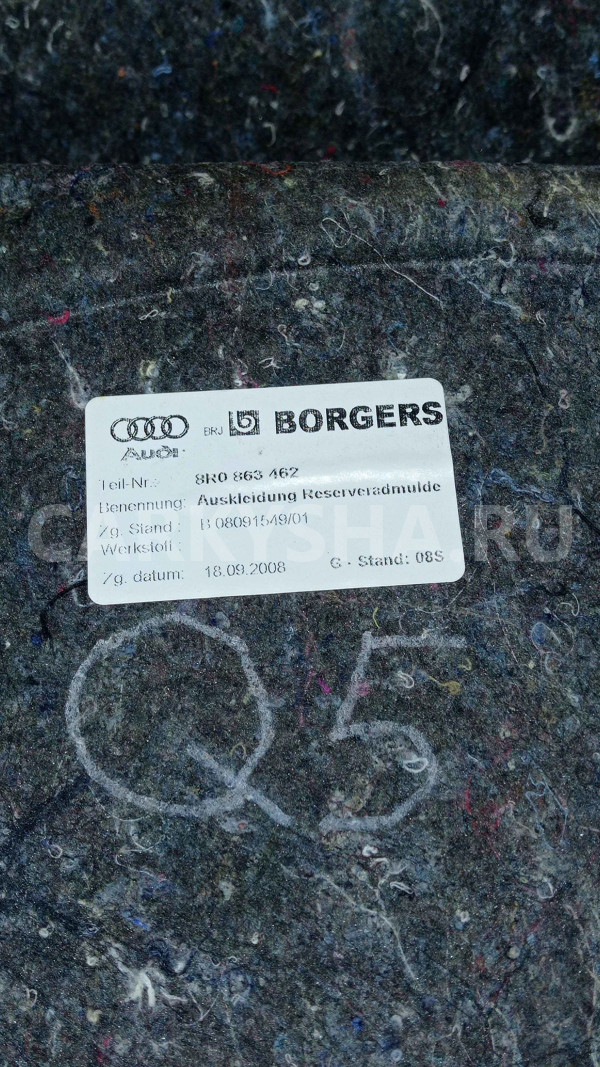 BRJ BORGERS
Audi
Teil-Nr.: 8R0 863 462
Benennung: Auskleidung Reserveradmulde
Zg. Stand : B 08091549/01
Werkstoff :
Zg. datum: 18.09.2008 G - Stand: 08S
CARKYSHA.RU
Q5